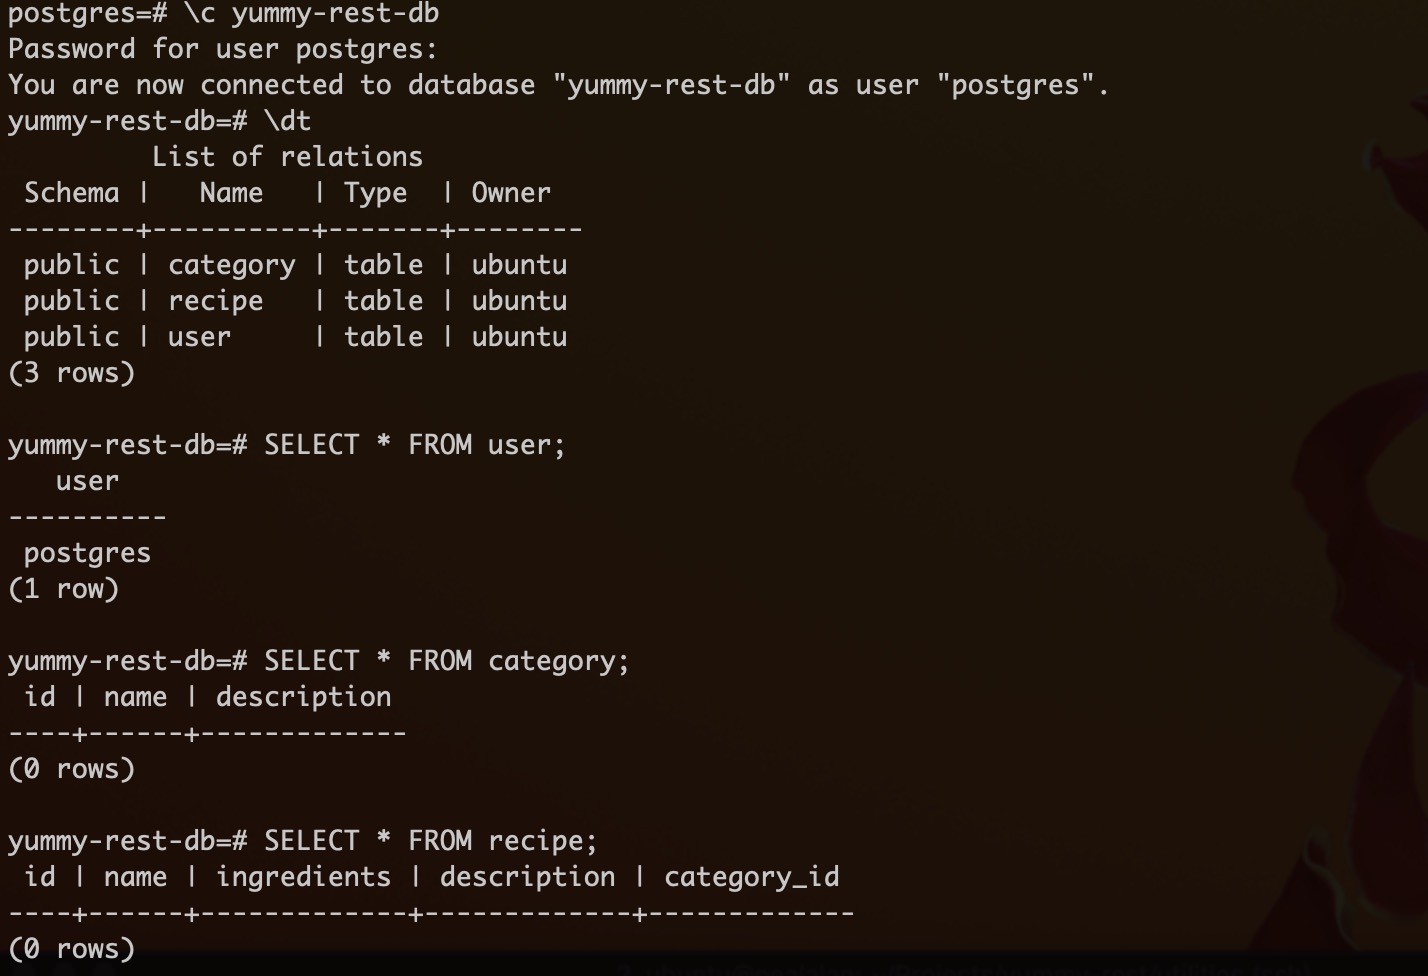 postgres=# \c yummy-rest-db
Password for user postgres:
You are now connected to database "yummy-rest-db" as user "postgres".
yummy-rest-db=# \dt
         List of relations
 Schema |   Name   | Type  | Owner
--------+----------+-------+--------
 public | category | table | ubuntu
 public | recipe   | table | ubuntu
 public | user     | table | ubuntu
(3 rows)

yummy-rest-db=# SELECT * FROM user;
   user
----------
 postgres
(1 row)

yummy-rest-db=# SELECT * FROM category;
 id | name | description
----+------+-------------
(0 rows)

yummy-rest-db=# SELECT * FROM recipe;
 id | name | ingredients | description | category_id
----+------+-------------+-------------+-------------
(0 rows)